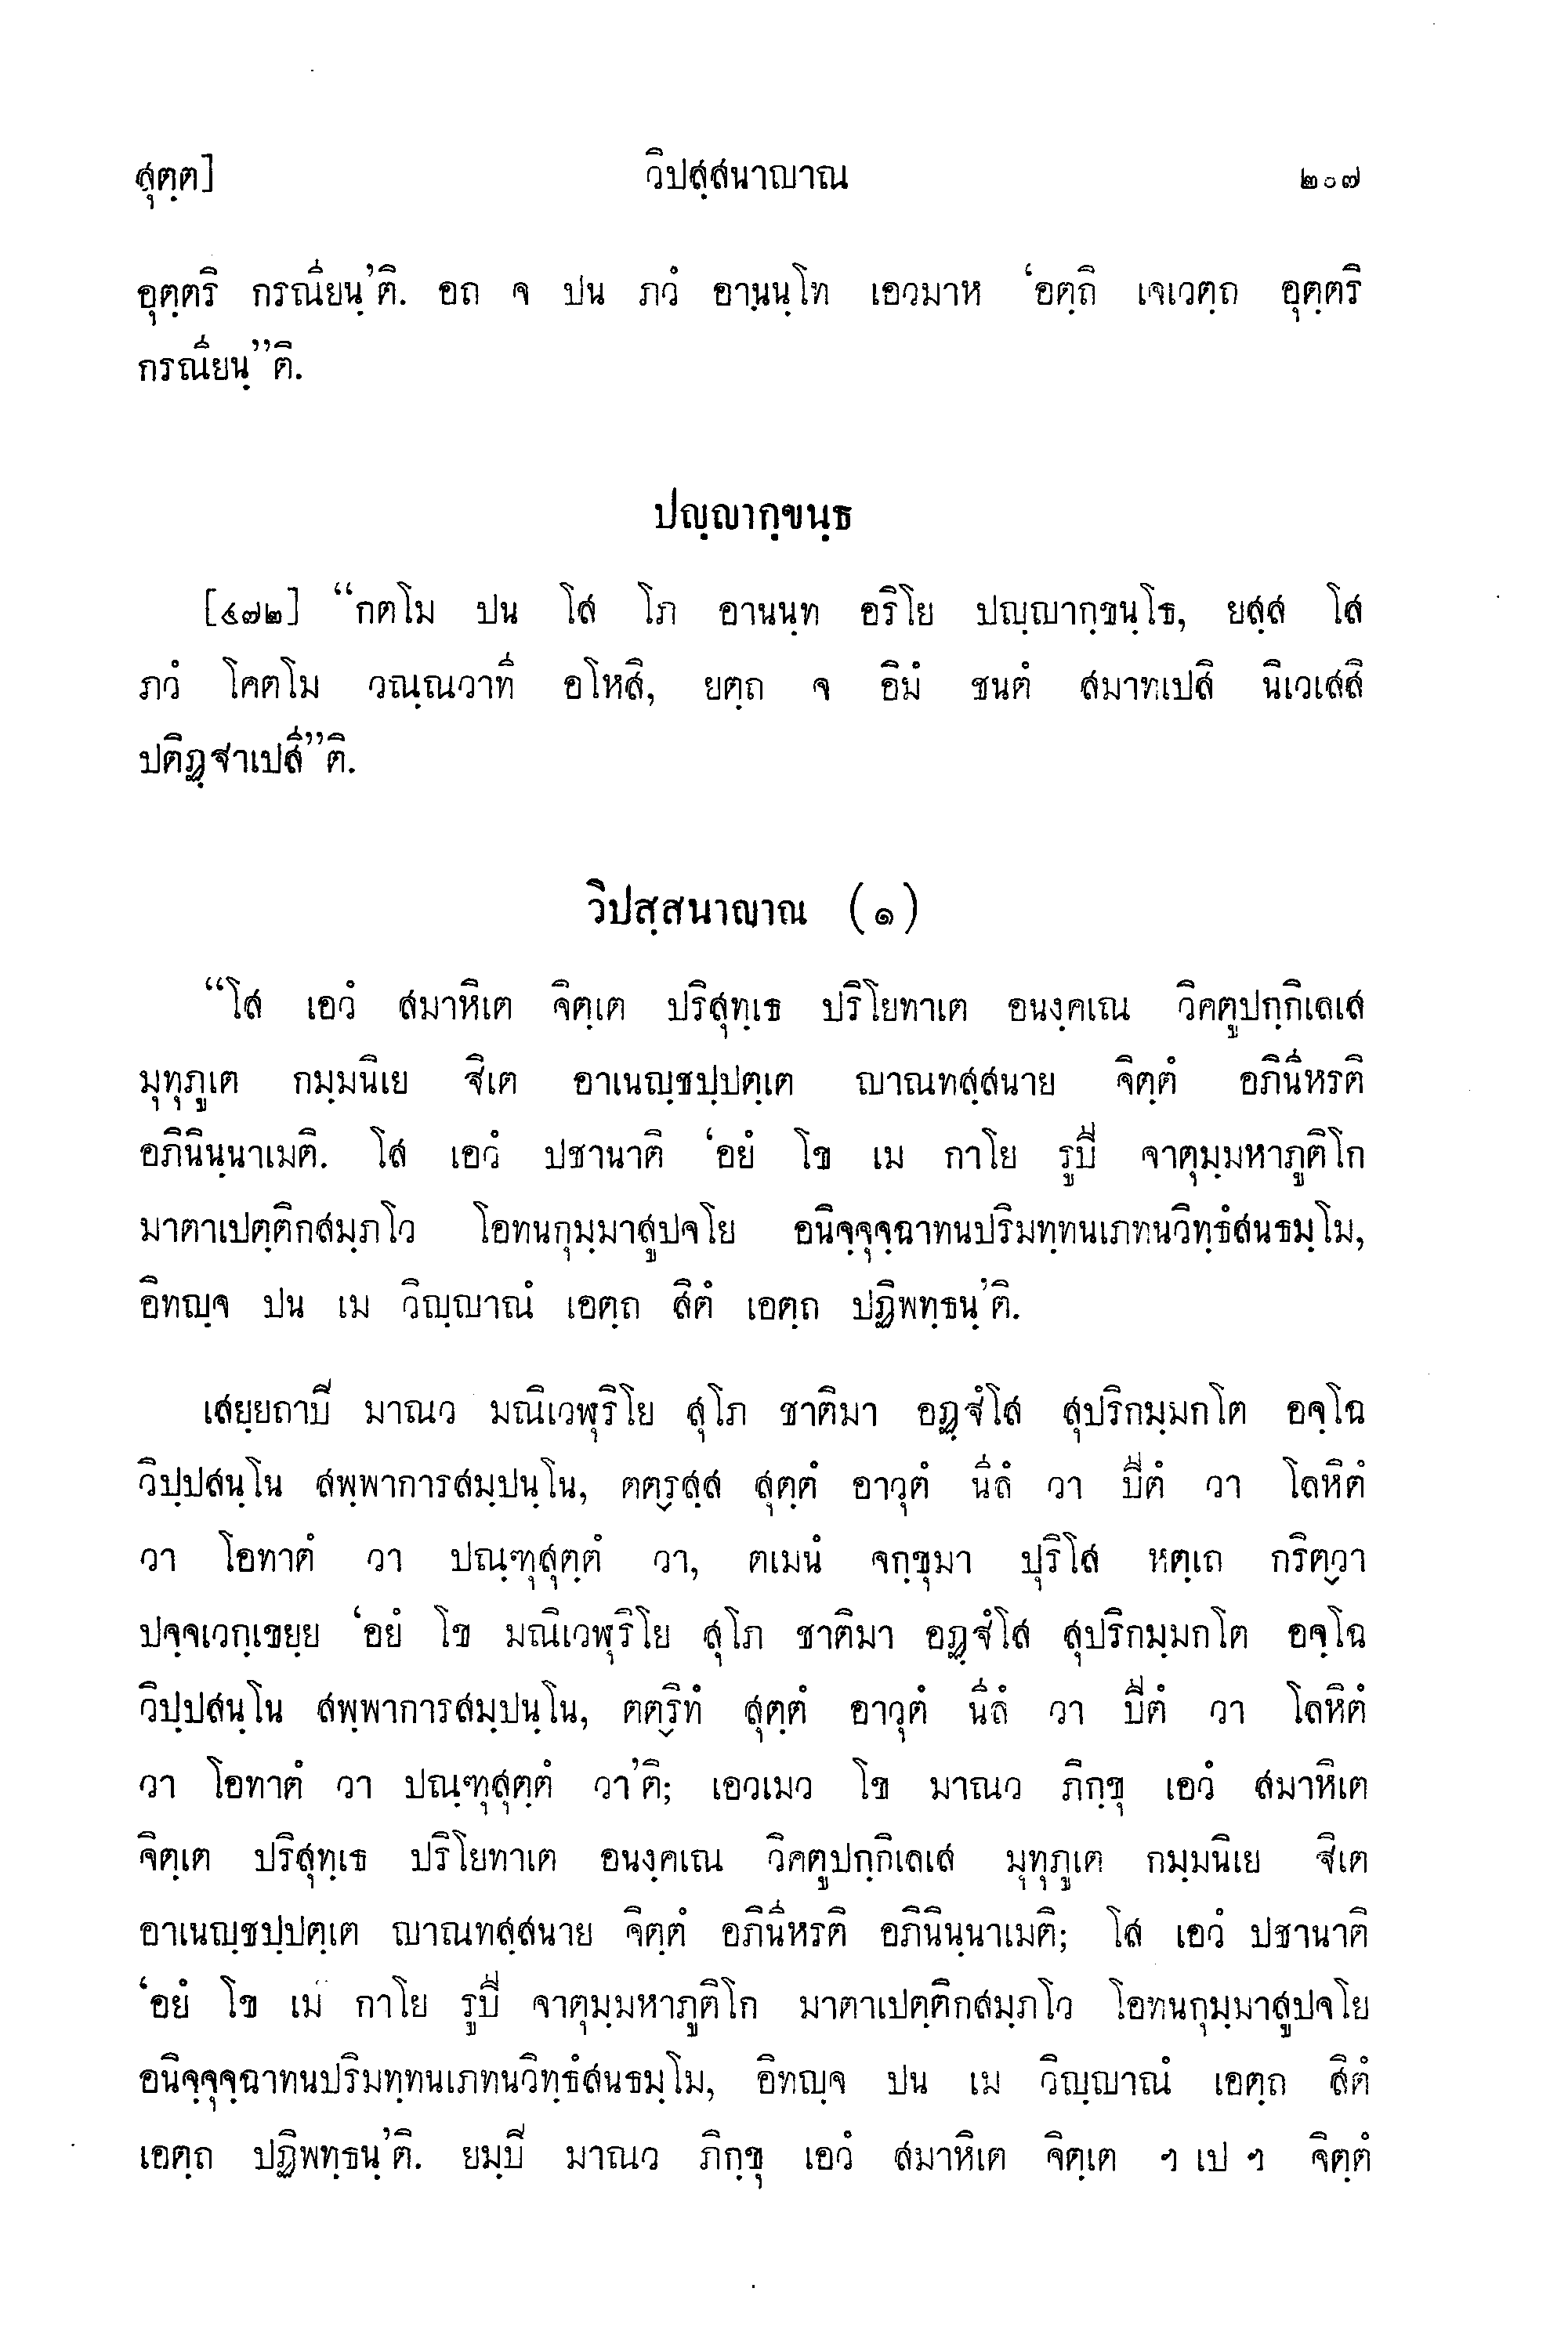 สุตฺต] วิปสฺสนาญาณ ๒๐๗
อุตฺตริ กรณียนฺ’ติ. อถ จ ปน ภวํ อานฺนฺโท เอวมาห ‘อตฺถิ เจเวตฺถ อุตฺตริ
กรณียนฺ”ติ.
ปญฺญากฺขนฺธ
[๔๗๒] “กตโม ปน โส โภ อานนฺท อริโย ปญฺญากฺขนฺโธ, ยสฺส โส
ภวํ โคตโม วณฺณวาที อโหสิ, ยตฺถ จ อิมํ ชนตํ สมาทเปสิ นิเวเสสิ
ปติฏฺฐาเปสี”ติ.
วิปสฺสนาญาณ (๑)
“โส เอวํ สมาหิเต จิตฺเต ปริสุทฺเธ ปริโยทาเต อนงฺคเณ วิคตูปกฺกิเลเส
มุทุภูเต กมฺมนิเย ฐิเต อาเนญฺชปฺปตฺเต ญาณทสฺสนาย จิตฺตํ อภินีหรติ
อภินินฺนาเมติ. โส เอวํ ปชานาติ ‘อยํ โข เม กาโย รูปี จาตุมฺมหาภูติโก
มาตาเปตฺติกสมฺภโว โอทนกุมฺมาสูปจโย อนิจฺจุจฺฉาทนปริมทฺทนเภทนวิทฺธํสนธมฺโม,
อิทญฺจ ปน เม วิญฺญาณํ เอตฺถ สิตํ เอตฺถ ปฏิพทฺธนฺ’ติ.
เสยฺยถาปี มาณว มณิเวฬุริโย สุโภ ชาติมา อฏฺฐํโส สุปริกมฺมกโต อจฺโฉ
วิปฺปสนฺโน สพฺพาการสมฺปนฺโน, ตตฺรสฺส สุตฺตํ อาวุตํ นีลํ วา ปีตํ วา โลหิตํ
วา โอทาตํ วา ปณฺฑุสุตฺตํ วา, ตเมนํ จกฺขุมา ปุริโส หตฺเถ กริตฺวา
ปจฺจเวกฺเขยฺย ‘อยํ โข มณิเวฬุริโย สุโภ ชาติมา อฏฺฐํโส สุปริกมฺมกโต อจฺโฉ
วิปฺปสนฺโน สพฺพาการสมฺปนฺโน, ตตฺริทํ สุตฺตํ อาวุตํ นีลํ วา ปีตํ วา โลหิตํ
วา โอทาตํ วา ปณฺฑุสุตฺตํ วา’ติ; เอวเมว โข มาณว ภิกฺขุ เอวํ สมาหิเต
จิตฺเต ปริสุทฺเธ ปริโยทาเต อนงฺคเณ วิคตูปกฺกิเลเส มุทุภูเต กมฺมนิเย ฐิเต
อาเนญฺชปฺปตฺเต ญาณทสฺสนาย จิตฺตํ อภินีหรติ อภินินฺนาเมติ; โส เอวํ ปชานาติ
‘อยํ โข เม กาโย รูปี จาตุมฺมหาภูติโก มาตาเปตฺติกสมฺภโว โอทนกุมฺมาสูปจโย
อนิจฺจุจฺฉาทนปริมทฺทนเภทนวิทฺธํสนธมฺโม, อิทญฺจ ปน เม วิญฺญาณํ เอตฺถ สิตํ
เอตฺถ ปฏิพทฺธนฺ’ติ. ยมฺปี มาณว ภิกฺขุ เอวํ สมาหิเต จิตฺเต ฯ เป ฯ จิตฺตํ